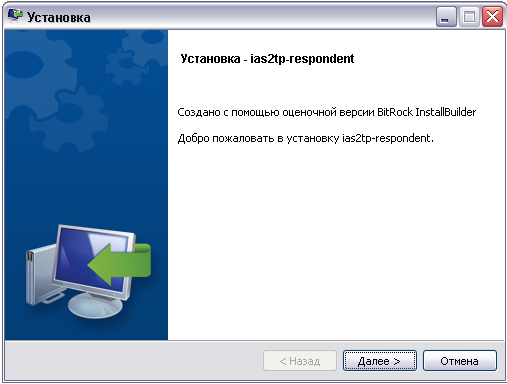 Установка
Установка - ias2tp-respondent
Создано с помощью оценочной версии BitRock InstallBuilder
Добро пожаловать в установку ias2tp-respondent.
< Назад
Далее >
Отмена